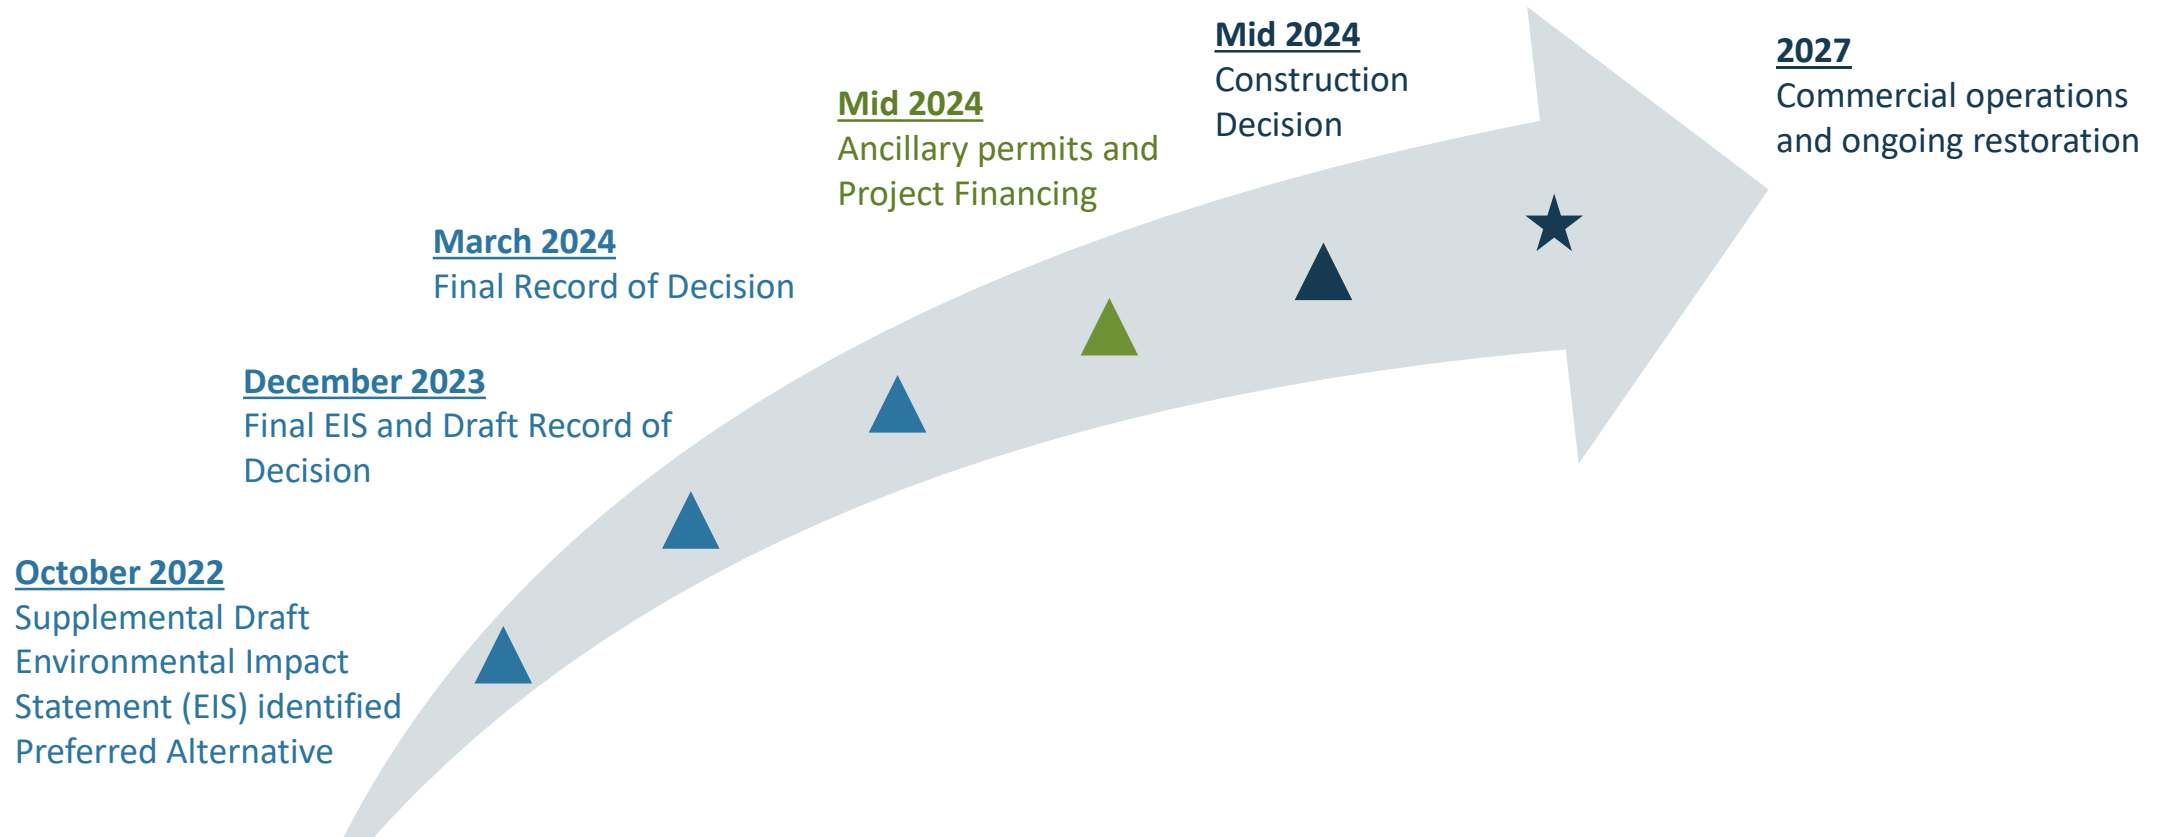 October 2022
Supplemental Draft
Environmental Impact
Statement (EIS) identified
Preferred Alternative
December 2023
Final EIS and Draft Record of
Decision
March 2024
Final Record of Decision
Mid 2024
Ancillary permits and
Project Financing
Mid 2024
Construction
Decision
2027
Commercial operations
and ongoing restoration